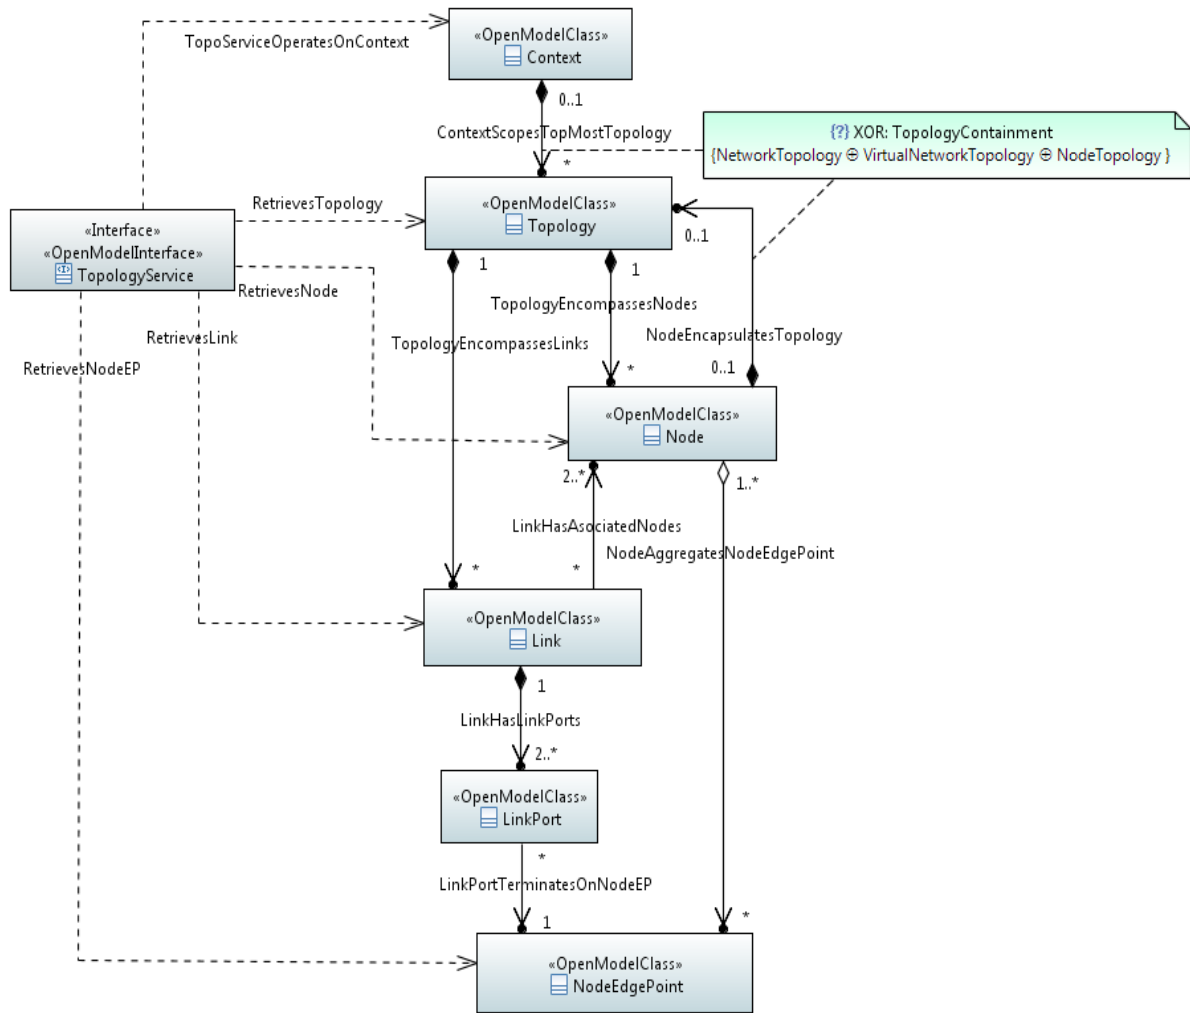 «OpenModelClass»
Context
TopoServiceOperatesOnContext
0..1
ContextScopesTopMostTopology
*
{?} XOR: TopologyContainment
{NetworkTopology ⊕ VirtualNetworkTopology ⊕ NodeTopology }
«OpenModelClass»
Topology
RetrievesTopology
0..1
«Interface»
«OpenModelInterface»
TopologyService
1
1
RetrievesNode
TopologyEncompassesNodes
RetrievesLink
NodeEncapsulatesTopology
TopologyEncompassesLinks
RetrievesNodeEP
*
0..1
«OpenModelClass»
Node
2..*
1..*
LinkHasAsociatedNodes
NodeAggregatesNodeEdgePoint
*
*
«OpenModelClass»
Link
1
LinkHasLinkPorts
2..*
«OpenModelClass»
LinkPort
*
LinkPortTerminatesOnNodeEP
1
*
«OpenModelClass»
NodeEdgePoint